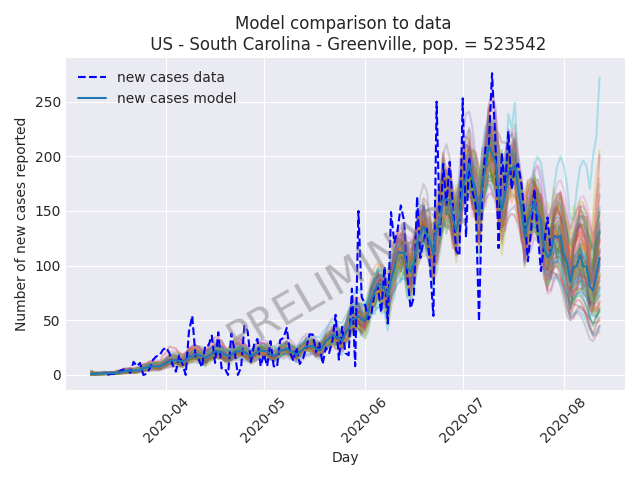 Model comparison to data
US - South Carolina - Greenville, pop. = 523542
new cases data
new cases model
Number of new cases reported
250
200
150
100
50
0
PRELIMIN
2020-04
2020-05
2020-06
2020-07
2020-08
Day